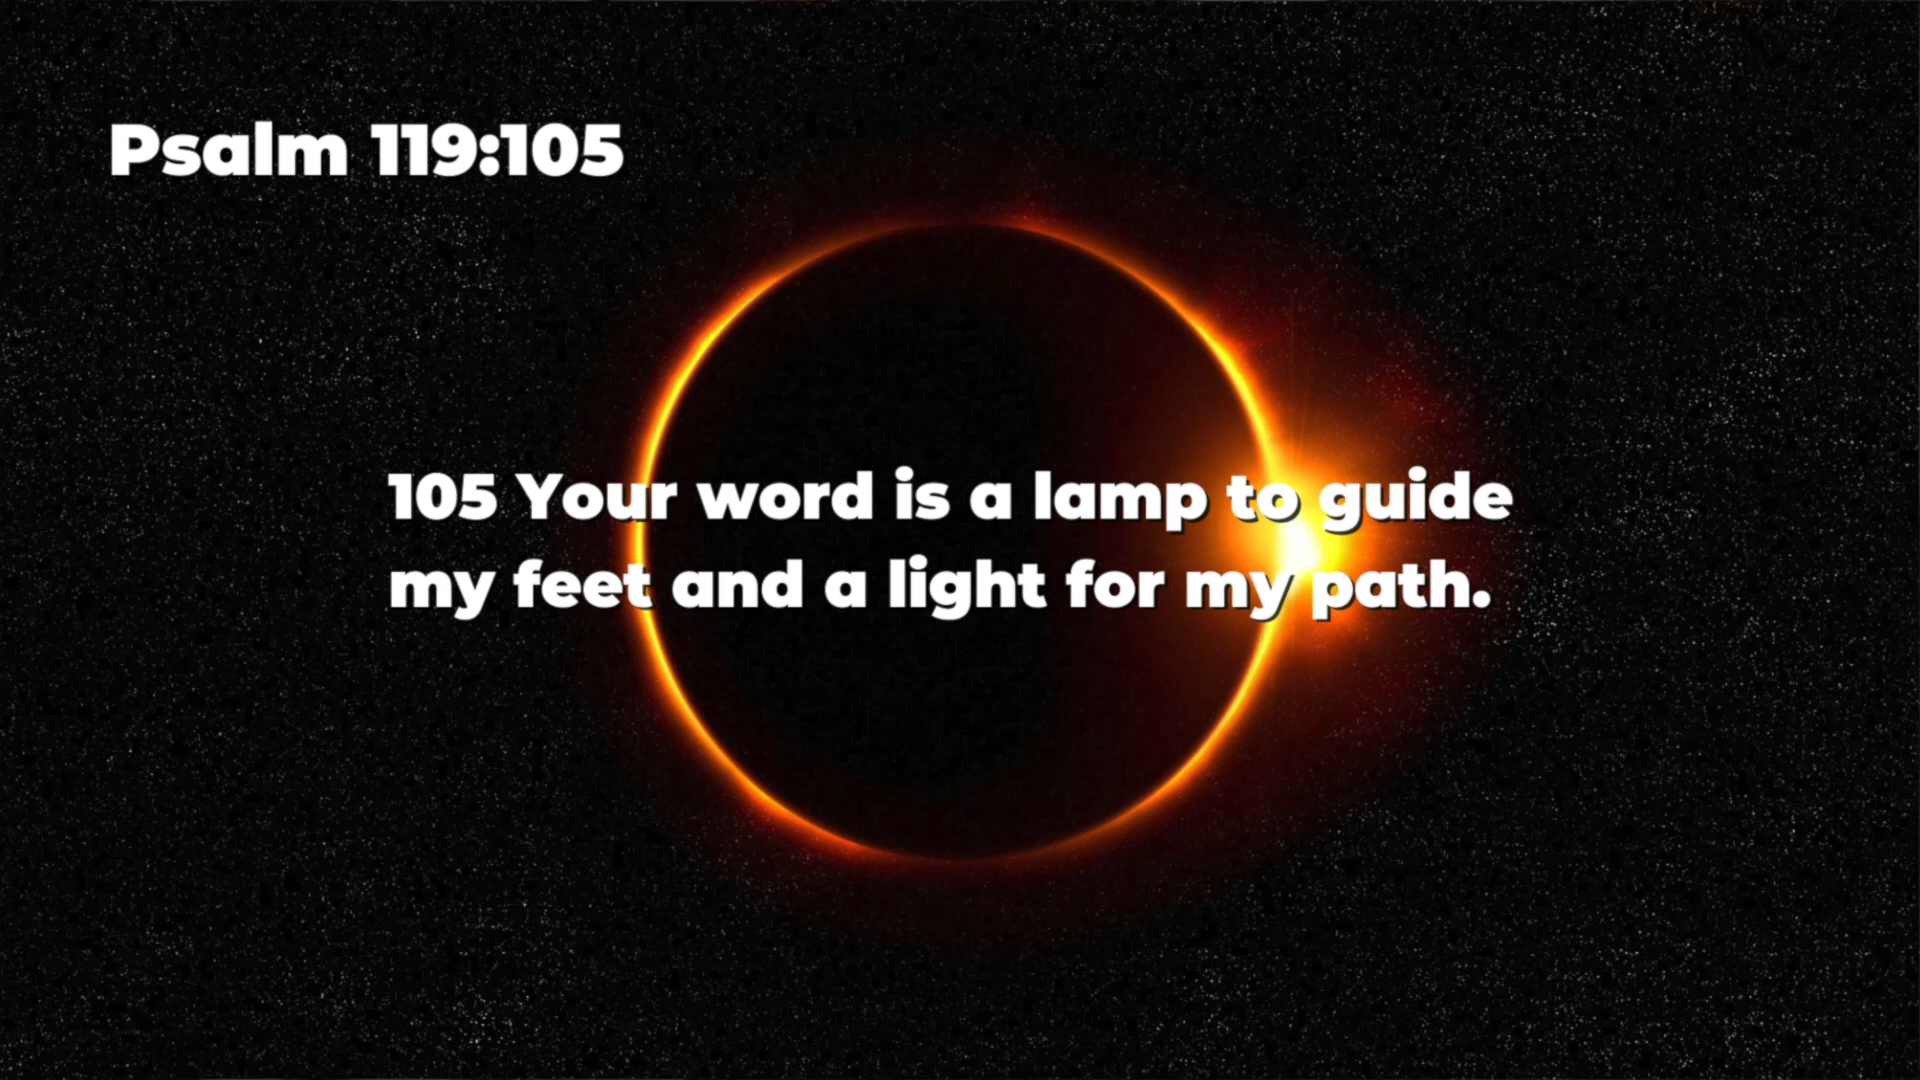 Psalm 119:105
105 Your word is a lamp to guide
my feet and a light for my path.